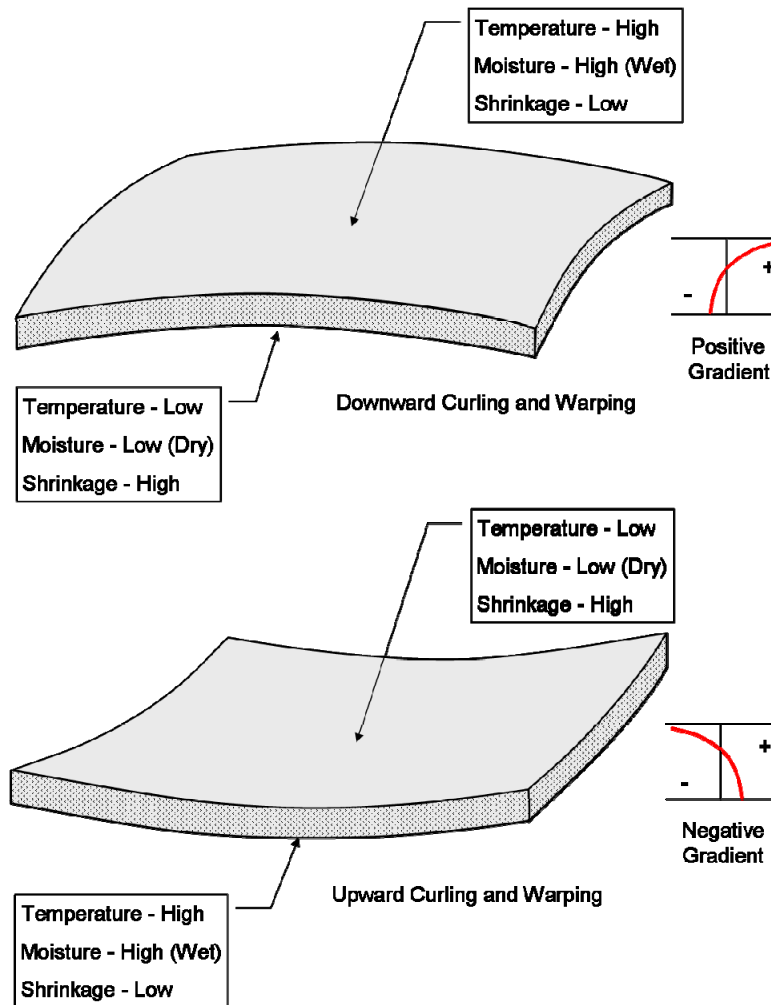 Temperature - High
Moisture - High (Wet)
Shrinkage - Low
+
-
Positive
Gradient
Temperature - Low
Moisture - Low (Dry)
Shrinkage - High
Downward Curling and Warping
Temperature - Low
Moisture - Low (Dry)
Shrinkage - High
+
-
Negative
Gradient
Upward Curling and Warping
Temperature - High
Moisture - High (Wet)
Shrinkage - Low